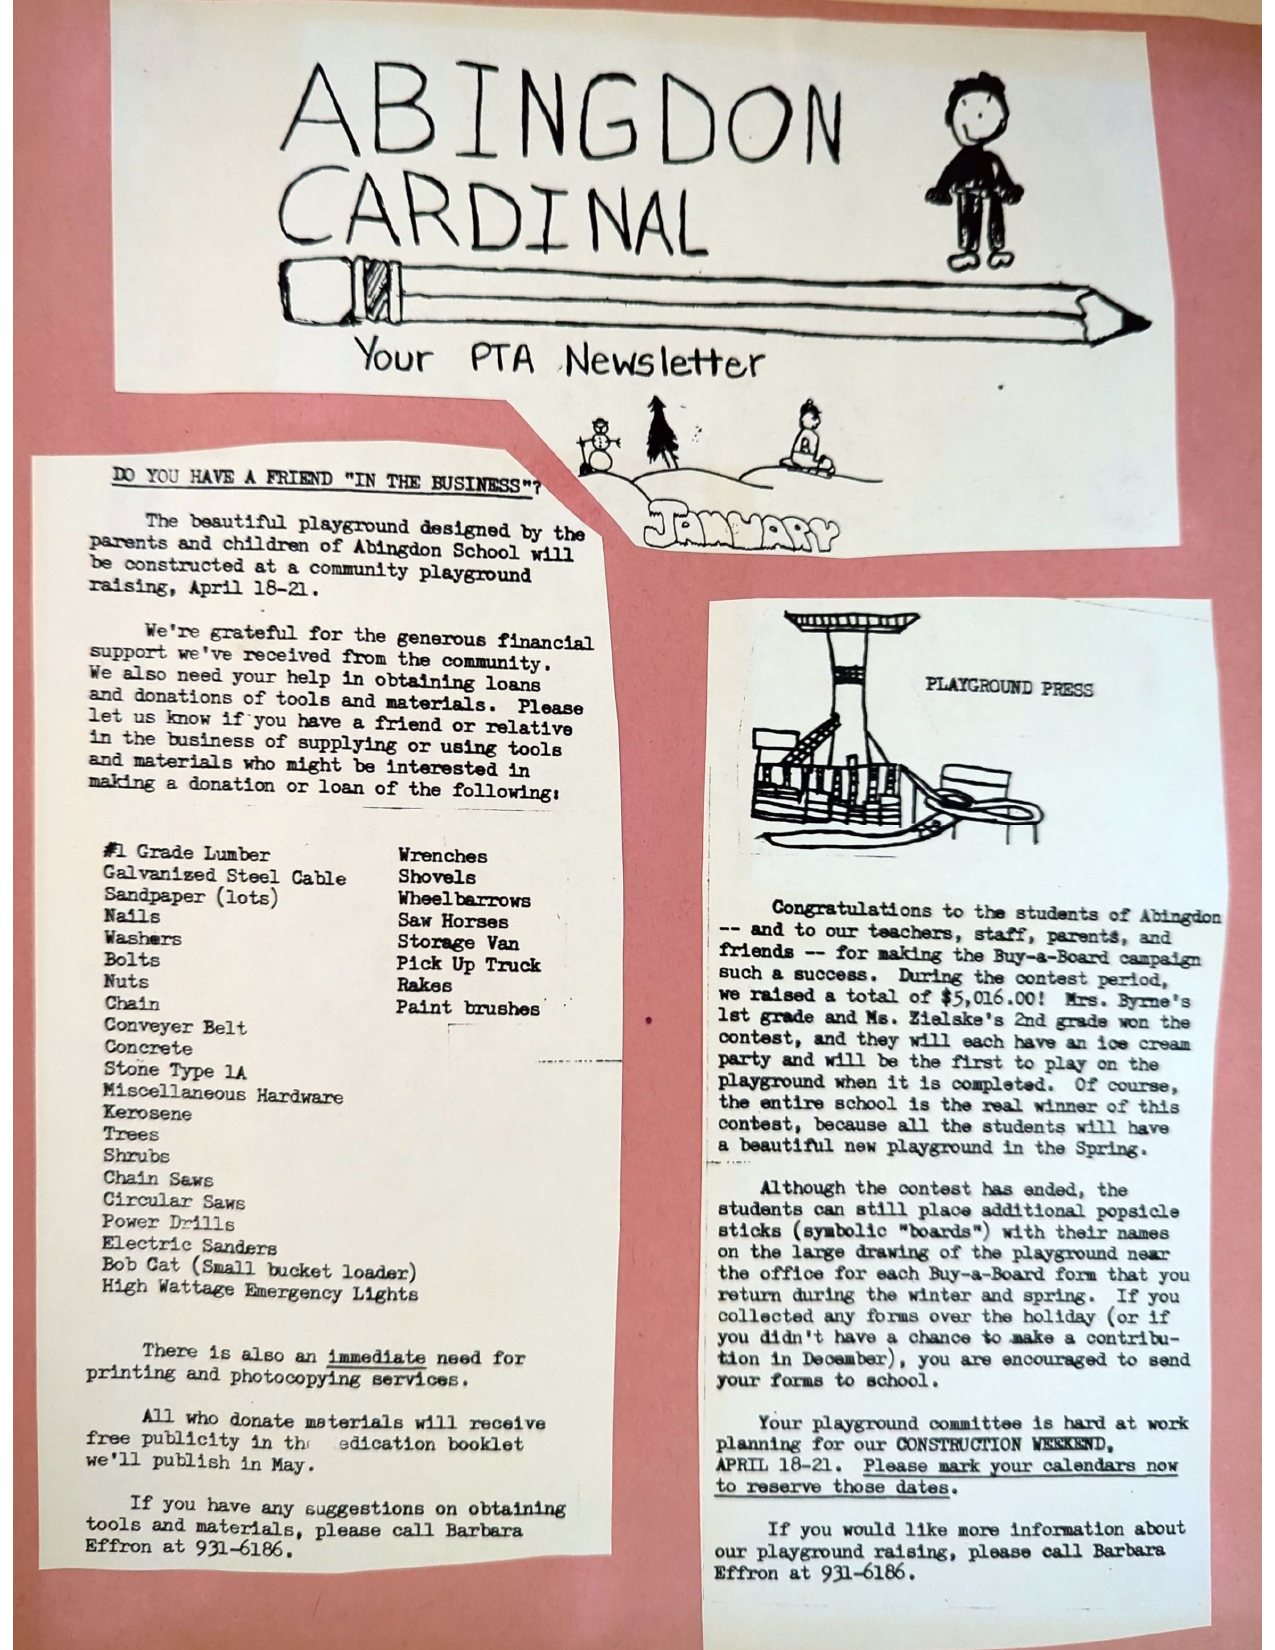 ABINGDON
CARDINAL
Your PTA Newsletter
B
JANUARY
DO YOU HAVE A FRIEND "IN THE BUSINESS"?
The beautiful playground designed by the
parents and children of Abingdon School will
be constructed at a community playground
raising, April 18-21.
We're grateful for the generous financial
support we've received from the community.
We also need your help in obtaining loans
and donations of tools and materials. Please
let us know if you have a friend or relative
in the business of supplying or using tools
and materials who might be interested in
making a donation or loan of the following:
#1 Grade Lumber
Galvanized Steel Cable
Sandpaper (lots)
Nails
Washers
Bolts
Nuts
Chain
Conveyer Belt
Concrete
Stone Type 1A
Miscellaneous Hardware
Kerosene
Trees
Shrubs
Chain Saws
Circular Saws
Power Drills
Electric Sanders
Bob Cat (Small bucket loader)
High Wattage Emergency Lights
Wrenches
Shovels
Wheelbarrows
Saw Horses
Storage Van
Pick Up Truck
Rakes
Paint brushes
There is also an immediate need for
printing and photocopying services.
All who donate materials will receive
free publicity in th edication booklet
we'll publish in May.
If you have any suggestions on obtaining
tools and materials, please call Barbara
Effron at 931-6186.
PLAYGROUND PRESS
Congratulations to the students of Abingdon
-- and to our teachers, staff, parents, and
friends -- for making the Buy-a-Board campaign
such a success. During the contest period,
we raised a total of $5,016.00! Mrs. Byrne's
1st grade and Ms. Zielske's 2nd grade won the
contest, and they will each have an ice cream
party and will be the first to play on the
playground when it is completed. Of course,
the entire school is the real winner of this
contest, because all the students will have
a beautiful new playground in the Spring.
Although the contest has ended, the
students can still place additional popsicle
sticks (symbolic "boards") with their names
on the large drawing of the playground near
the office for each Buy-a-Board form that you
return during the winter and spring. If you
collected any forms over the holiday (or if
you didn't have a chance to make a contribu-
tion in December), you are encouraged to send
your forms to school.
Your playground committee is hard at work
planning for our CONSTRUCTION WEEKEND,
APRIL 18-21. Please mark your calendars now
to reserve those dates.
If you would like more information about
our playground raising, please call Barbara
Effron at 931-6186.